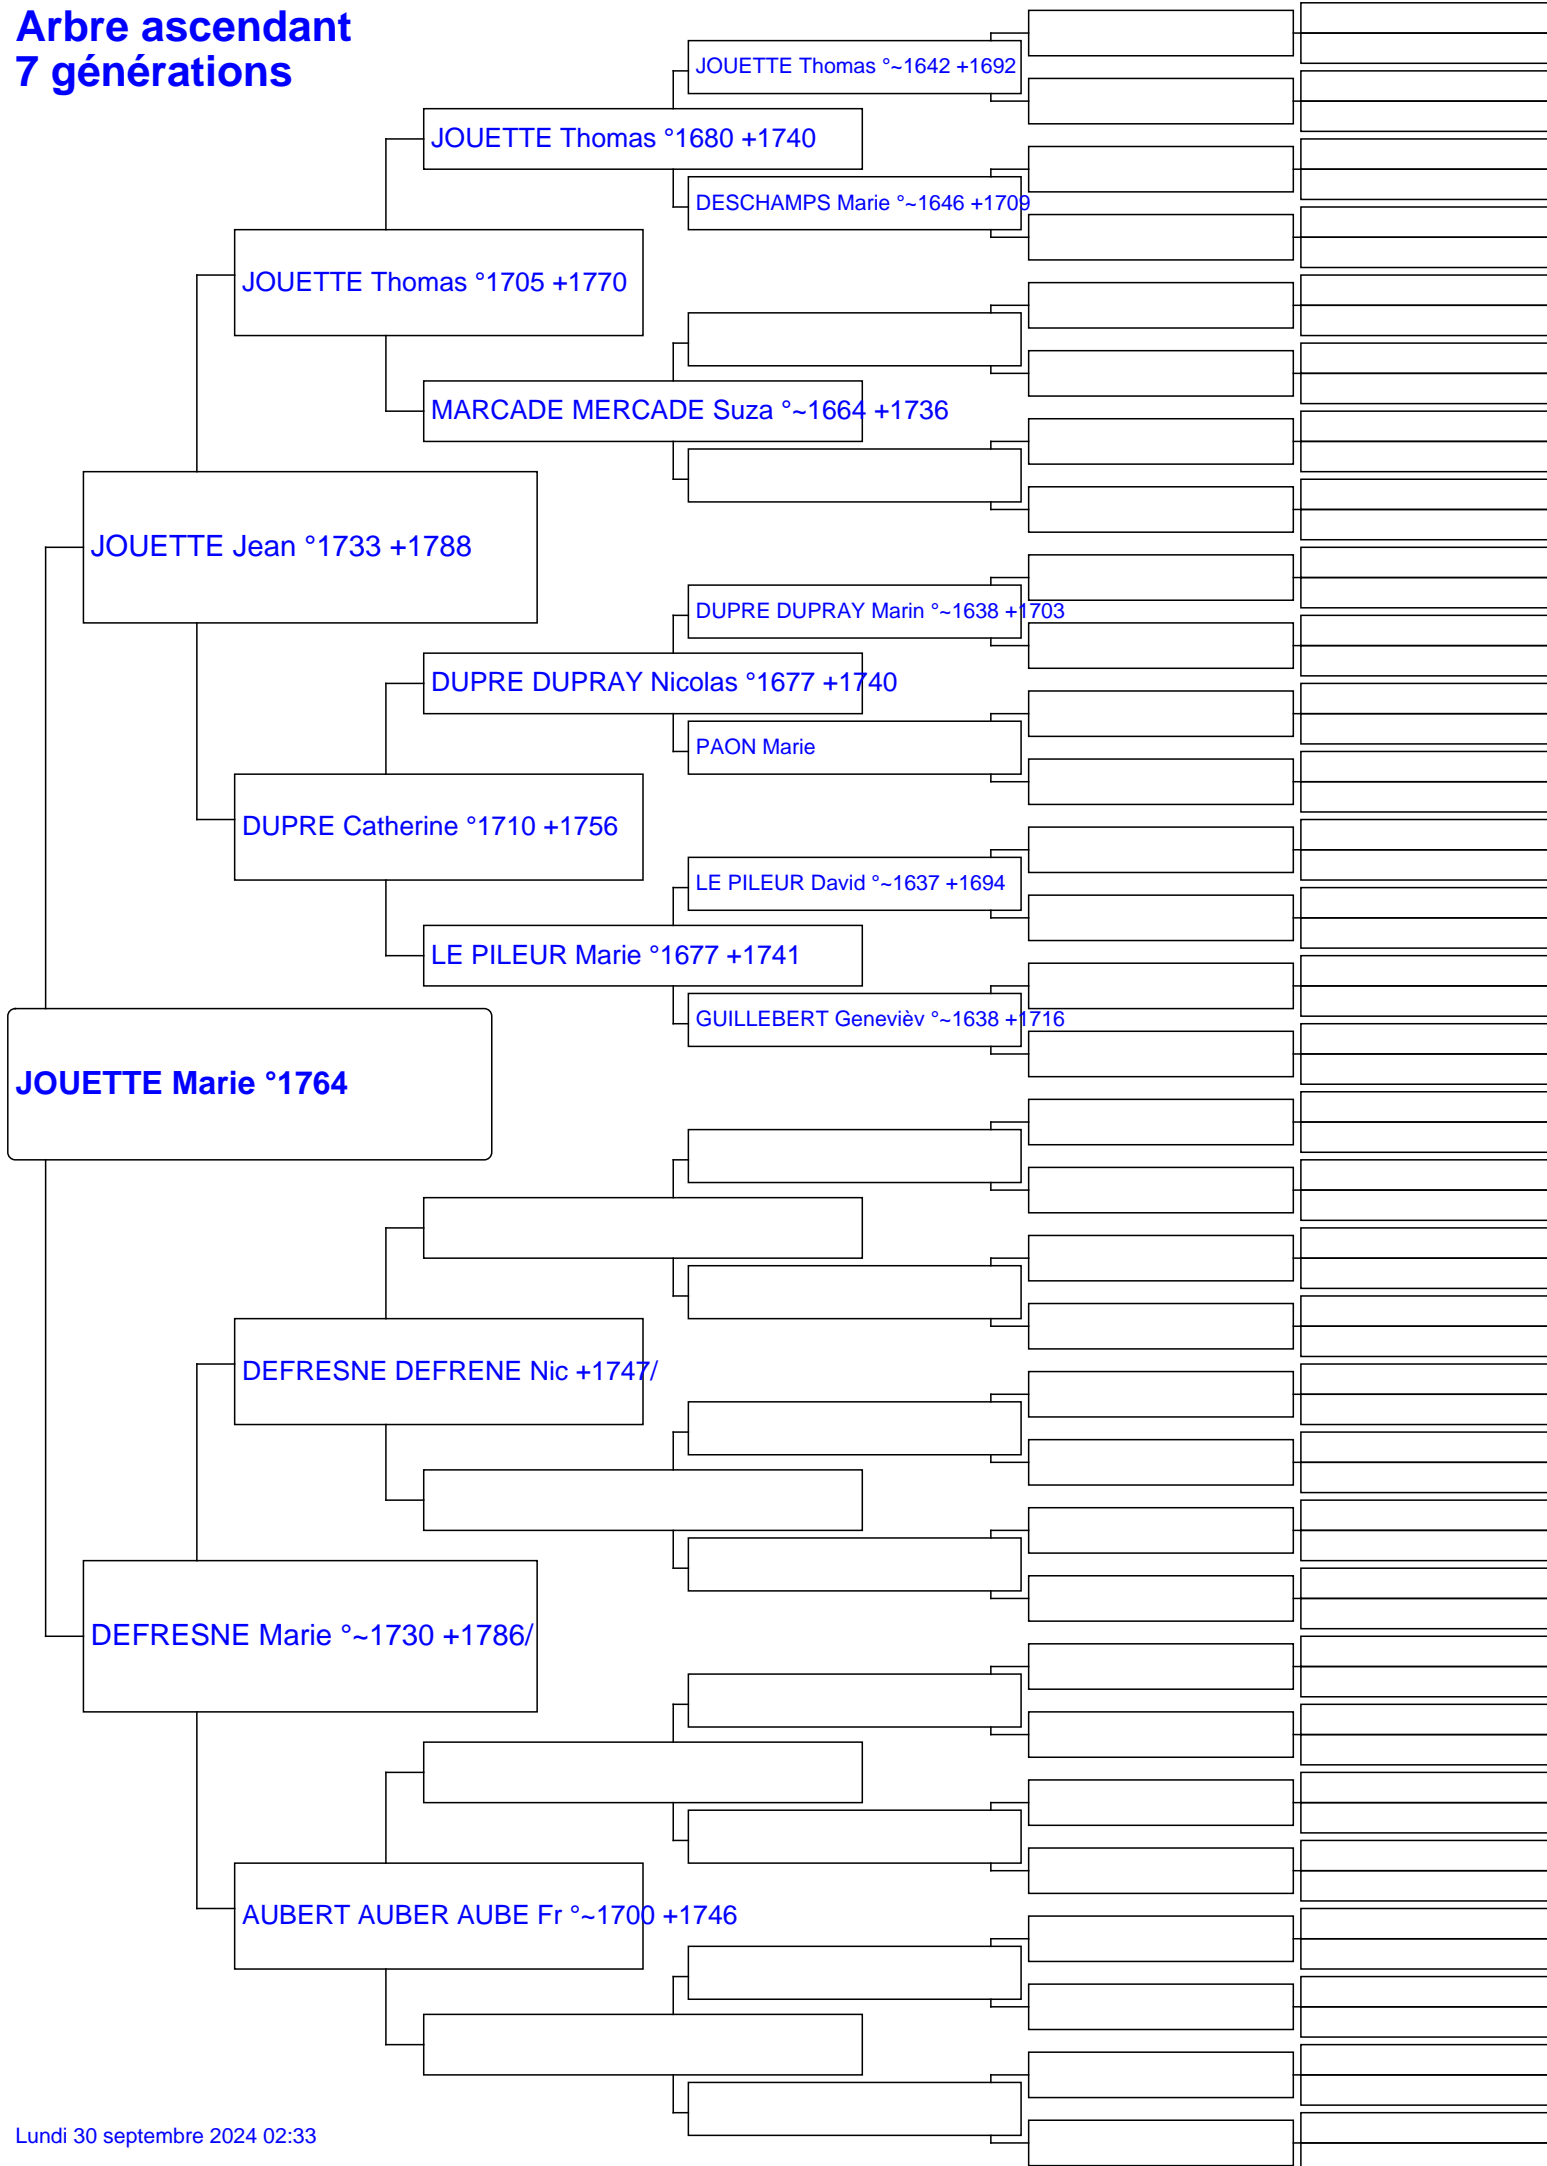 Arbre ascendant
7 générations
JOUETTE Thomas °~1642 +1692
JOUETTE Thomas °1680 +1740
DESCHAMPS Marie °~1646 +1709
JOUETTE Thomas °1705 +1770
MARCADE MERCADE Suza °~1664 +1736
JOUETTE Jean °1733 +1788
DUPRE DUPRAY Marin °~1638 +1703
DUPRE DUPRAY Nicolas °1677 +1740
PAON Marie
DUPRE Catherine °1710 +1756
LE PILEUR David °~1637 +1694
LE PILEUR Marie °1677 +1741
GUILLEBERT Genevièv °~1638 +1716
JOUETTE Marie °1764
DEFRESNE DEFRENE Nic +1747/
DEFRESNE Marie °~1730 +1786/
AUBERT AUBER AUBE Fr °~1700 +1746
Lundi 30 septembre 2024 02:33